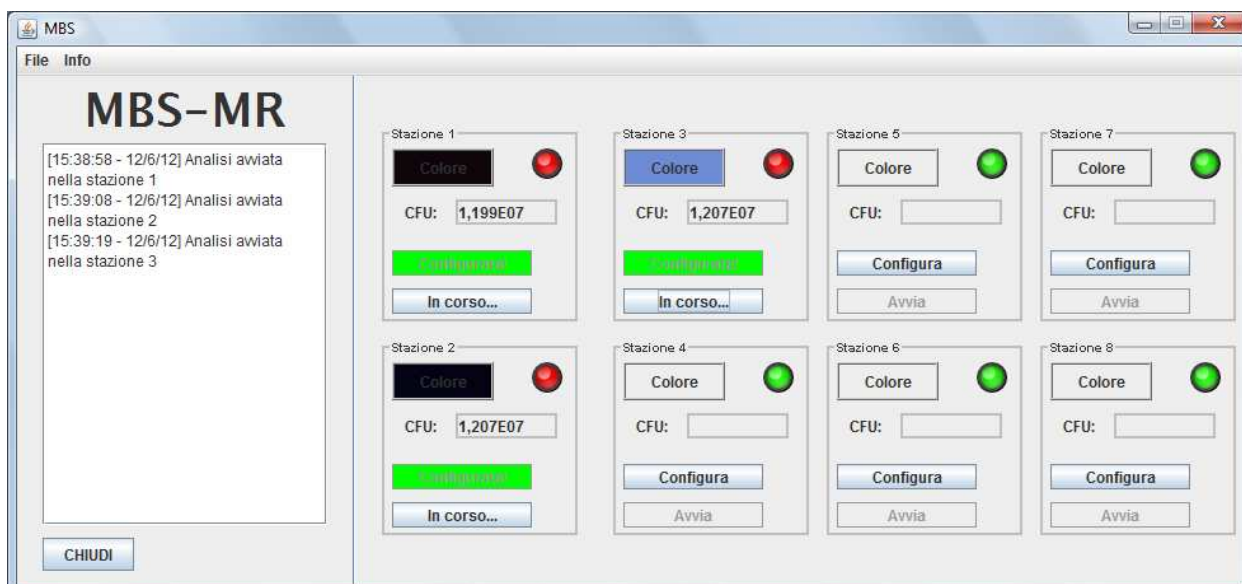 MBS
File Info
MBS-MR
[15:38:58 - 12/6/12] Analisi avviata
nella stazione 1
[15:39:08 - 12/6/12] Analisi avviata
nella stazione 2
[15:39:19 - 12/6/12] Analisi avviata
nella stazione 3
CHIUDI
Stazione 1
Colore
CFU: 1,199E07
In corso...
Stazione 3
Colore
CFU: 1,207E07
In corso...
Stazione 5
Colore
CFU:
Configura
Avvia
Stazione 7
Colore
CFU:
Configura
Avvia
Stazione 2
Colore
CFU: 1,207E07
In corso...
Stazione 4
Colore
CFU:
Configura
Avvia
Stazione 6
Colore
CFU:
Configura
Avvia
Stazione 8
Colore
CFU:
Configura
Avvia